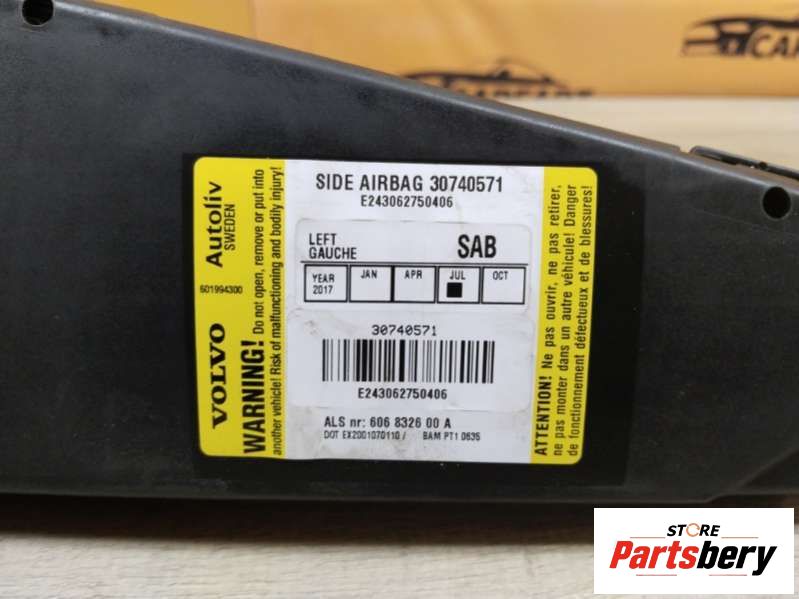 CARCARS
Autoliv
SWEDEN
601994300
VOLVO
WARNING! Do not open, remove or put into
another vehicle! Risk of malfunctioning and bodily injury!
SIDE AIRBAG 30740571
E243062750406
LEFT
GAUCHE
SAB
YEAR
2017
JAN
APR
JUL
OCT
30740571
E243062750406
ALS nr: 606 8326 00 A
DOT EX2001070110 / BAM PT1 0635
ATTENTION! Ne pas ouvrir, ne pas retirer,
ne pas monter dans un autre véhicule! Danger
de fonctionnement défectueux et de blessures!
STORE
Partsbery